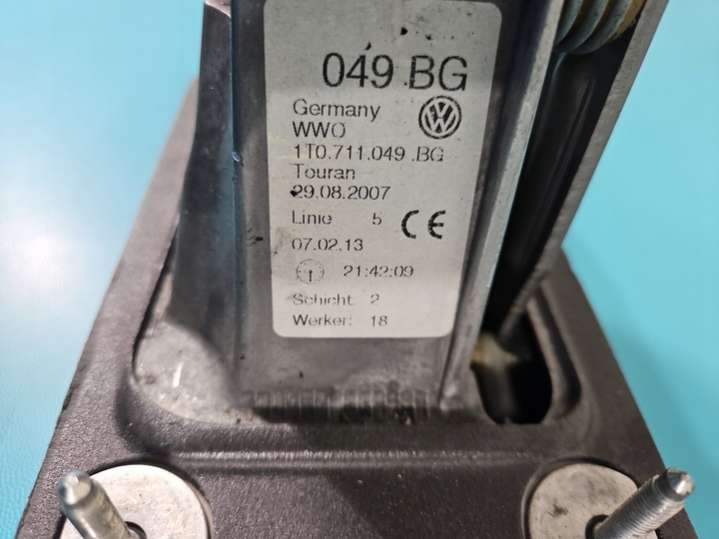 049 .BG
Germany
WWO
1T0.711.049 .BG
Touran
29.08.2007
Linie 5 CE
07.02.13
21:42:09
Schicht: 2
Werker: 18